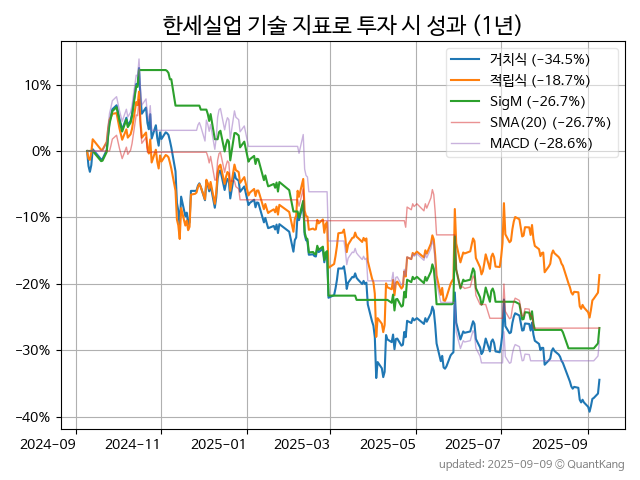 한세실업 기술 지표로 투자 시 성과 (1년)
거치식 (−34.5%)
적립식 (−18.7%)
SigM (−26.7%)
SMA(20) (−26.7%)
MACD (−28.6%)
10%
0%
−10%
−20%
−30%
−40%
2024-09 2024-11 2025-01 2025-03 2025-05 2025-07 2025-09
updated: 2025-09-09 © QuantKang